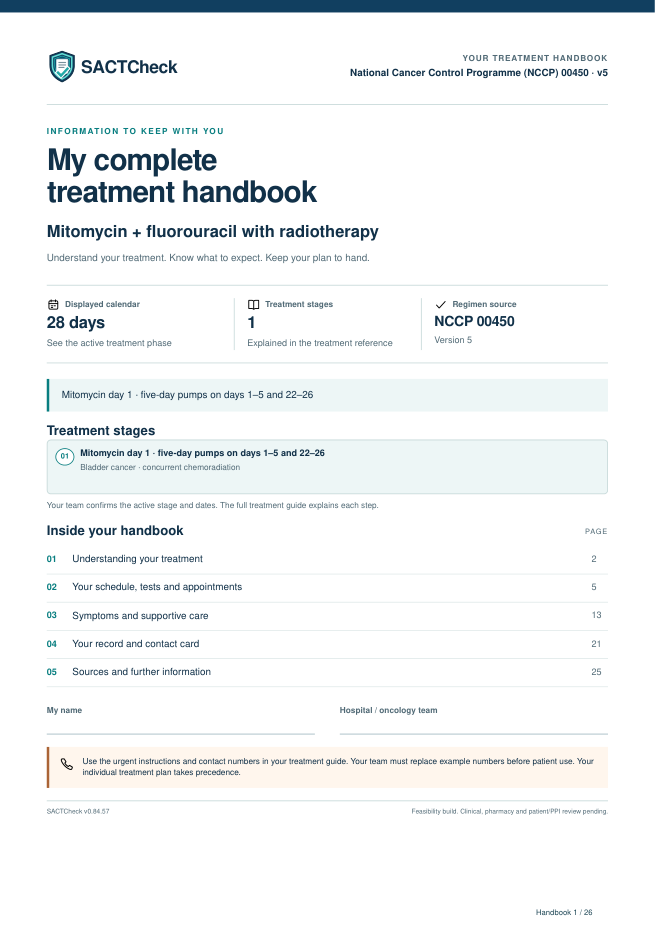 SACTCheck
YOUR TREATMENT HANDBOOK
National Cancer Control Programme (NCCP) 00450 · v5
INFORMATION TO KEEP WITH YOU
My complete
treatment handbook
Mitomycin + fluorouracil with radiotherapy
Understand your treatment. Know what to expect. Keep your plan to hand.
Displayed calendar
28 days
See the active treatment phase
Treatment stages
1
Explained in the treatment reference
Regimen source
NCCP 00450
Version 5
Mitomycin day 1 · five-day pumps on days 1–5 and 22–26
Treatment stages
01 Mitomycin day 1 · five-day pumps on days 1–5 and 22–26
Bladder cancer · concurrent chemoradiation
Your team confirms the active stage and dates. The full treatment guide explains each step.
Inside your handbook PAGE
01 Understanding your treatment 2
02 Your schedule, tests and appointments 5
03 Symptoms and supportive care 13
04 Your record and contact card 21
05 Sources and further information 25
My name
Hospital / oncology team
Use the urgent instructions and contact numbers in your treatment guide. Your team must replace example numbers before patient use. Your
individual treatment plan takes precedence.
SACTCheck v0.84.57
Feasibility build. Clinical, pharmacy and patient/PPI review pending.
Handbook 1 / 26